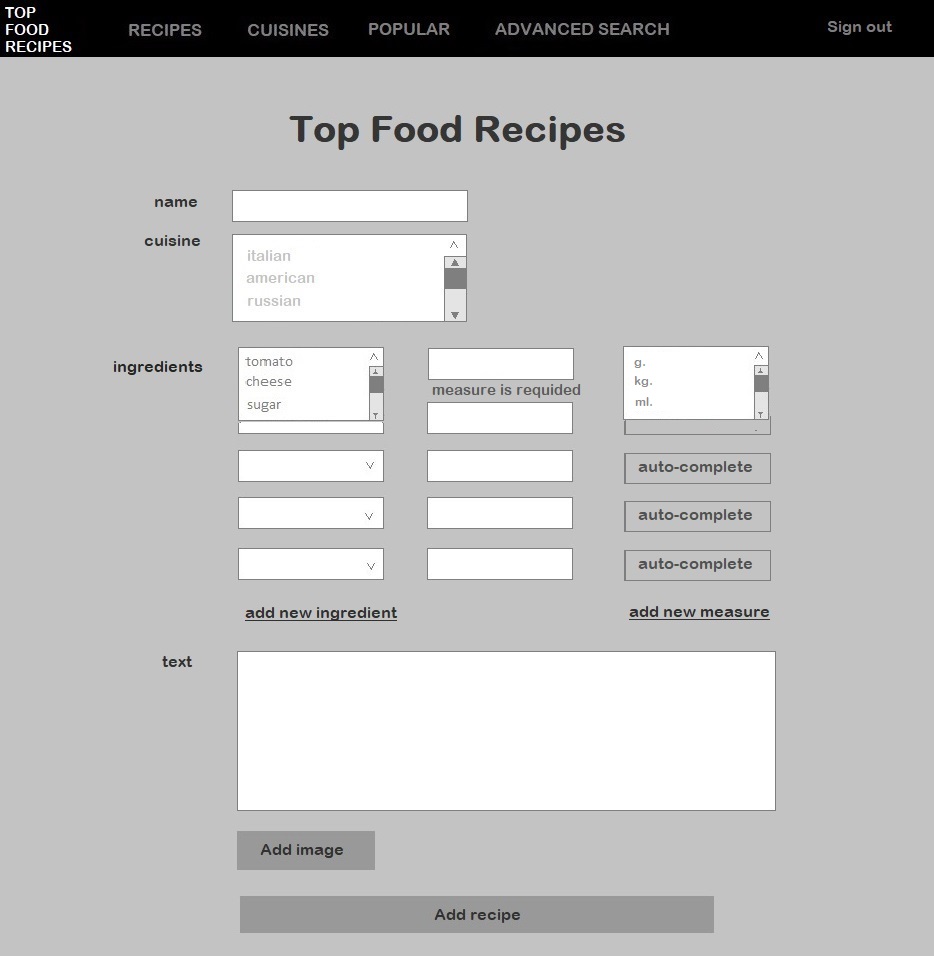 TOP
FOOD
RECIPES
RECIPES CUISINES POPULAR ADVANCED SEARCH Sign out
Top Food Recipes
name
cuisine
italian
american
russian
ingredients
tomato
cheese
sugar
measure is requided
g.
kg.
ml.
auto-complete
auto-complete
auto-complete
add new ingredient add new measure
text
Add image
Add recipe